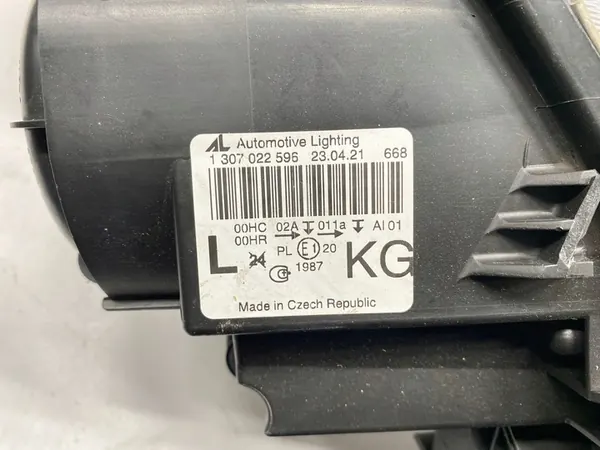 AL Automotive Lighting
1 307 022 596 23.04.21 668
00HC 02A 011a AI 01
00HR
L 24 PL E1 20 KG
1987
Made in Czech Republic